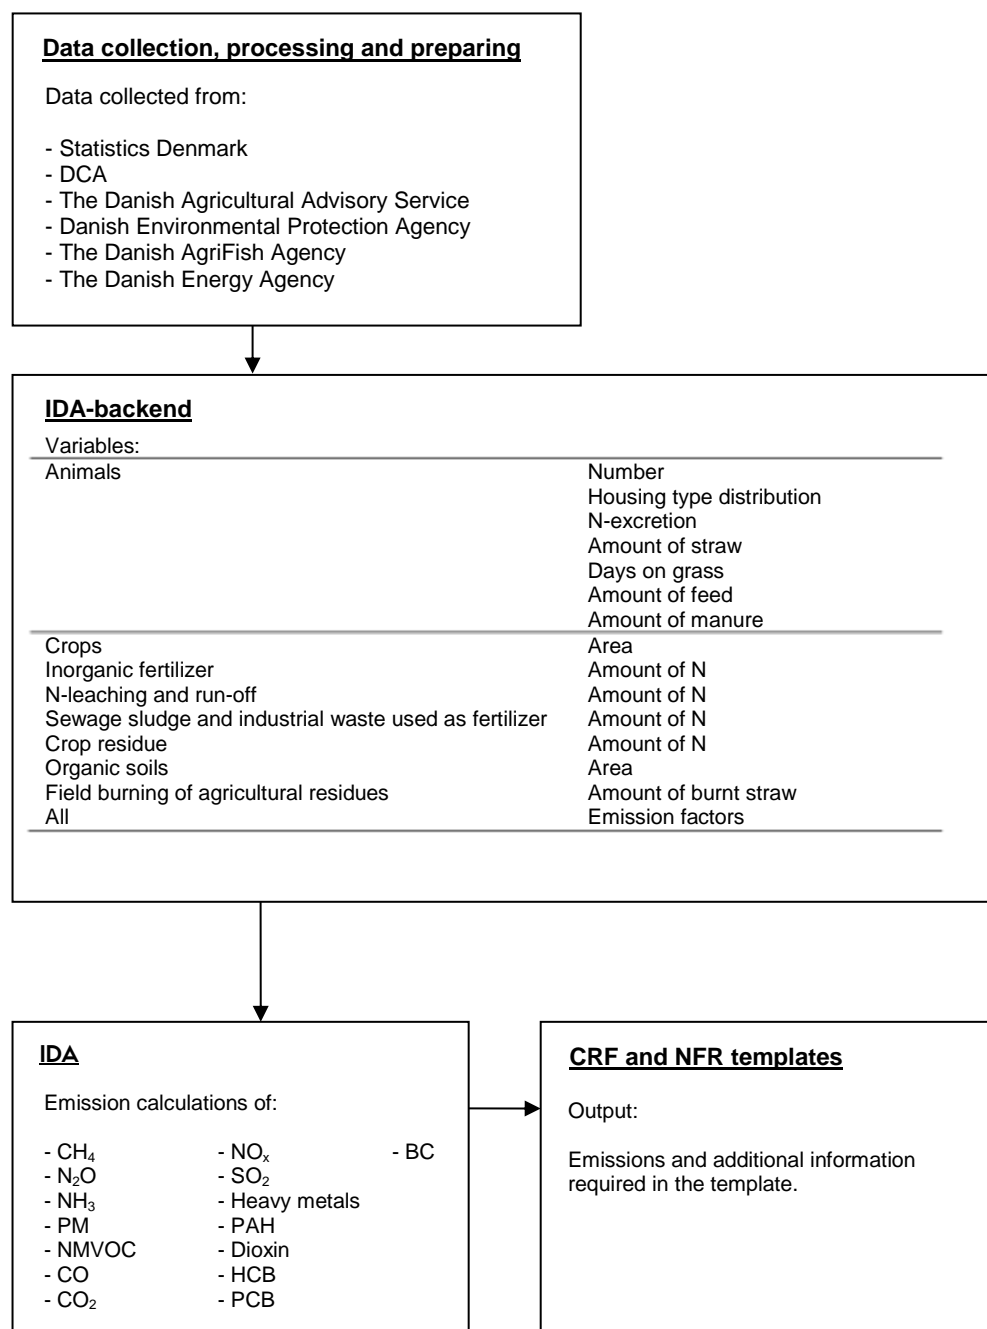 Data collection, processing and preparing
Data collected from:
- Statistics Denmark
- DCA
- The Danish Agricultural Advisory Service
- Danish Environmental Protection Agency
- The Danish AgriFish Agency
- The Danish Energy Agency
IDA-backend
Variables:
Animals Number
Housing type distribution
N-excretion
Amount of straw
Days on grass
Amount of feed
Amount of manure
Crops Area
Inorganic fertilizer Amount of N
N-leaching and run-off Amount of N
Sewage sludge and industrial waste used as fertilizer Amount of N
Crop residue Amount of N
Organic soils Area
Field burning of agricultural residues Amount of burnt straw
All Emission factors
IDA
Emission calculations of:
- CH₄ - NOₓ - BC
- N₂O - SO₂
- NH₃ - Heavy metals
- PM - PAH
- NMVOC - Dioxin
- CO - HCB
- CO₂ - PCB
CRF and NFR templates
Output:
Emissions and additional information
required in the template.